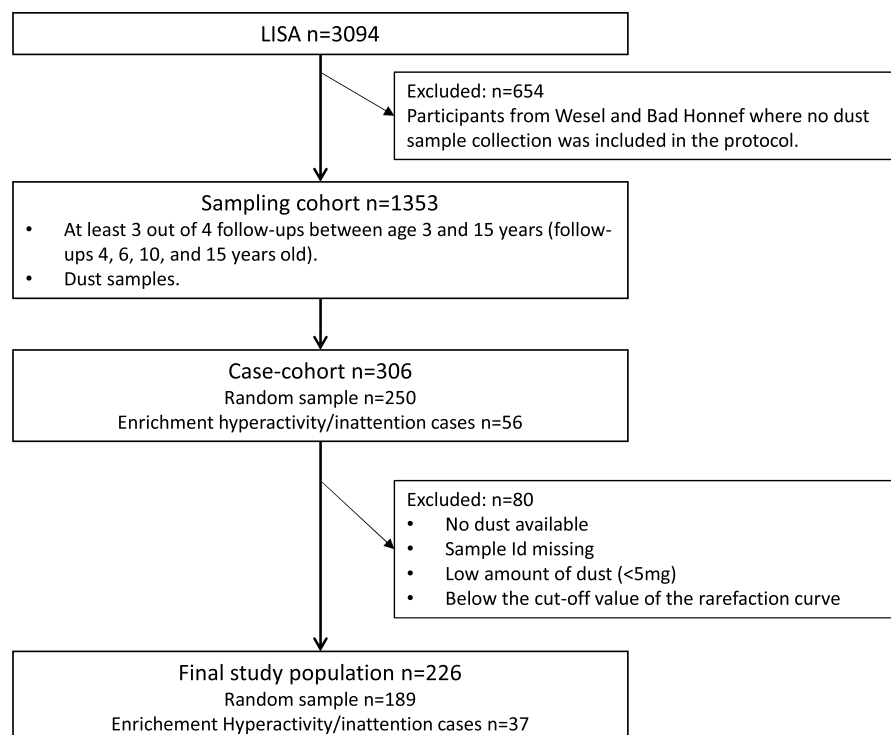 LISA n=3094
Excluded: n=654
Participants from Wesel and Bad Honnef where no dust
sample collection was included in the protocol.
Sampling cohort n=1353
• At least 3 out of 4 follow-ups between age 3 and 15 years (follow-
ups 4, 6, 10, and 15 years old).
• Dust samples.
Case-cohort n=306
Random sample n=250
Enrichment hyperactivity/inattention cases n=56
Excluded: n=80
• No dust available
• Sample Id missing
• Low amount of dust (<5mg)
• Below the cut-off value of the rarefaction curve
Final study population n=226
Random sample n=189
Enrichement Hyperactivity/inattention cases n=37